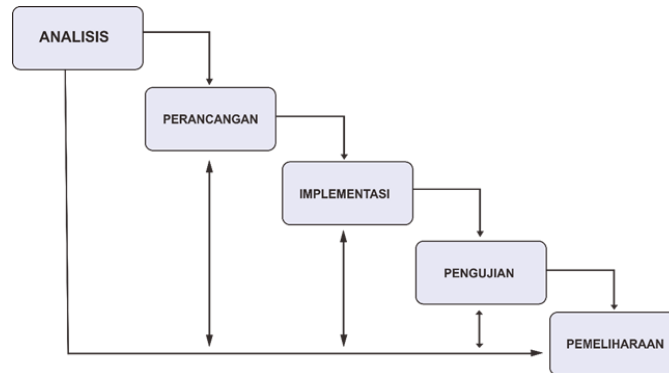 ANALISIS
PERANCANGAN
IMPLEMENTASI
PENGUJIAN
PEMELIHARAAN